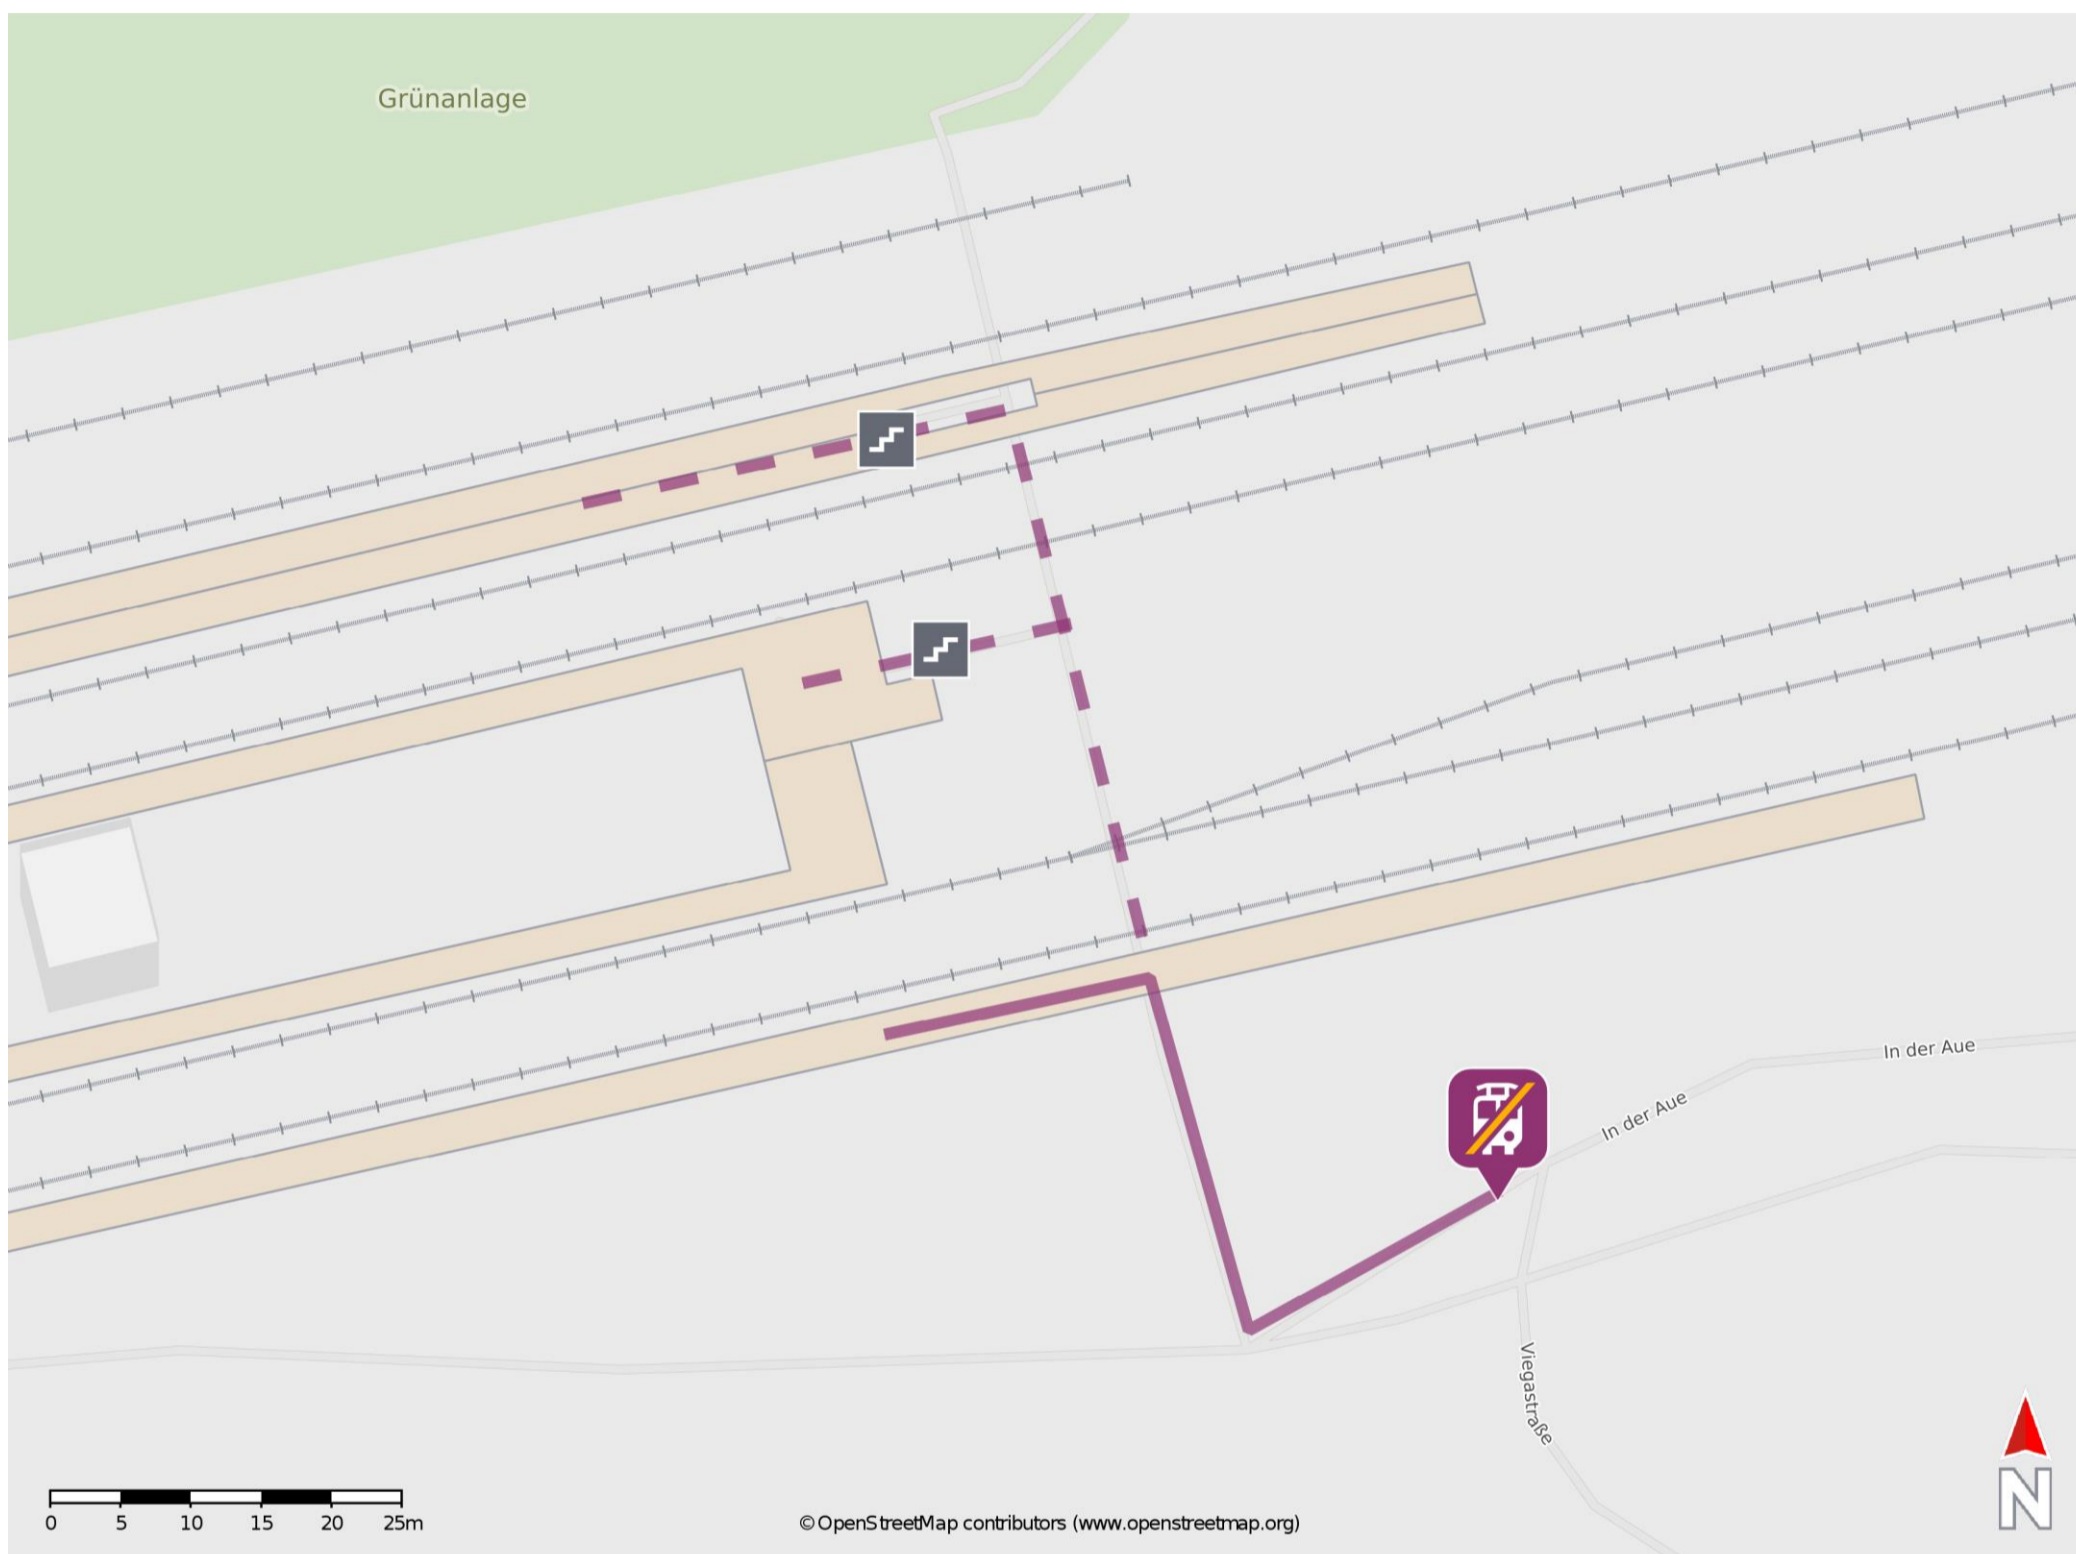 Grünanlage
In der Aue
In der Aue
Viegastraße
N
0 5 10 15 20 25m
© OpenStreetMap contributors (www.openstreetmap.org)